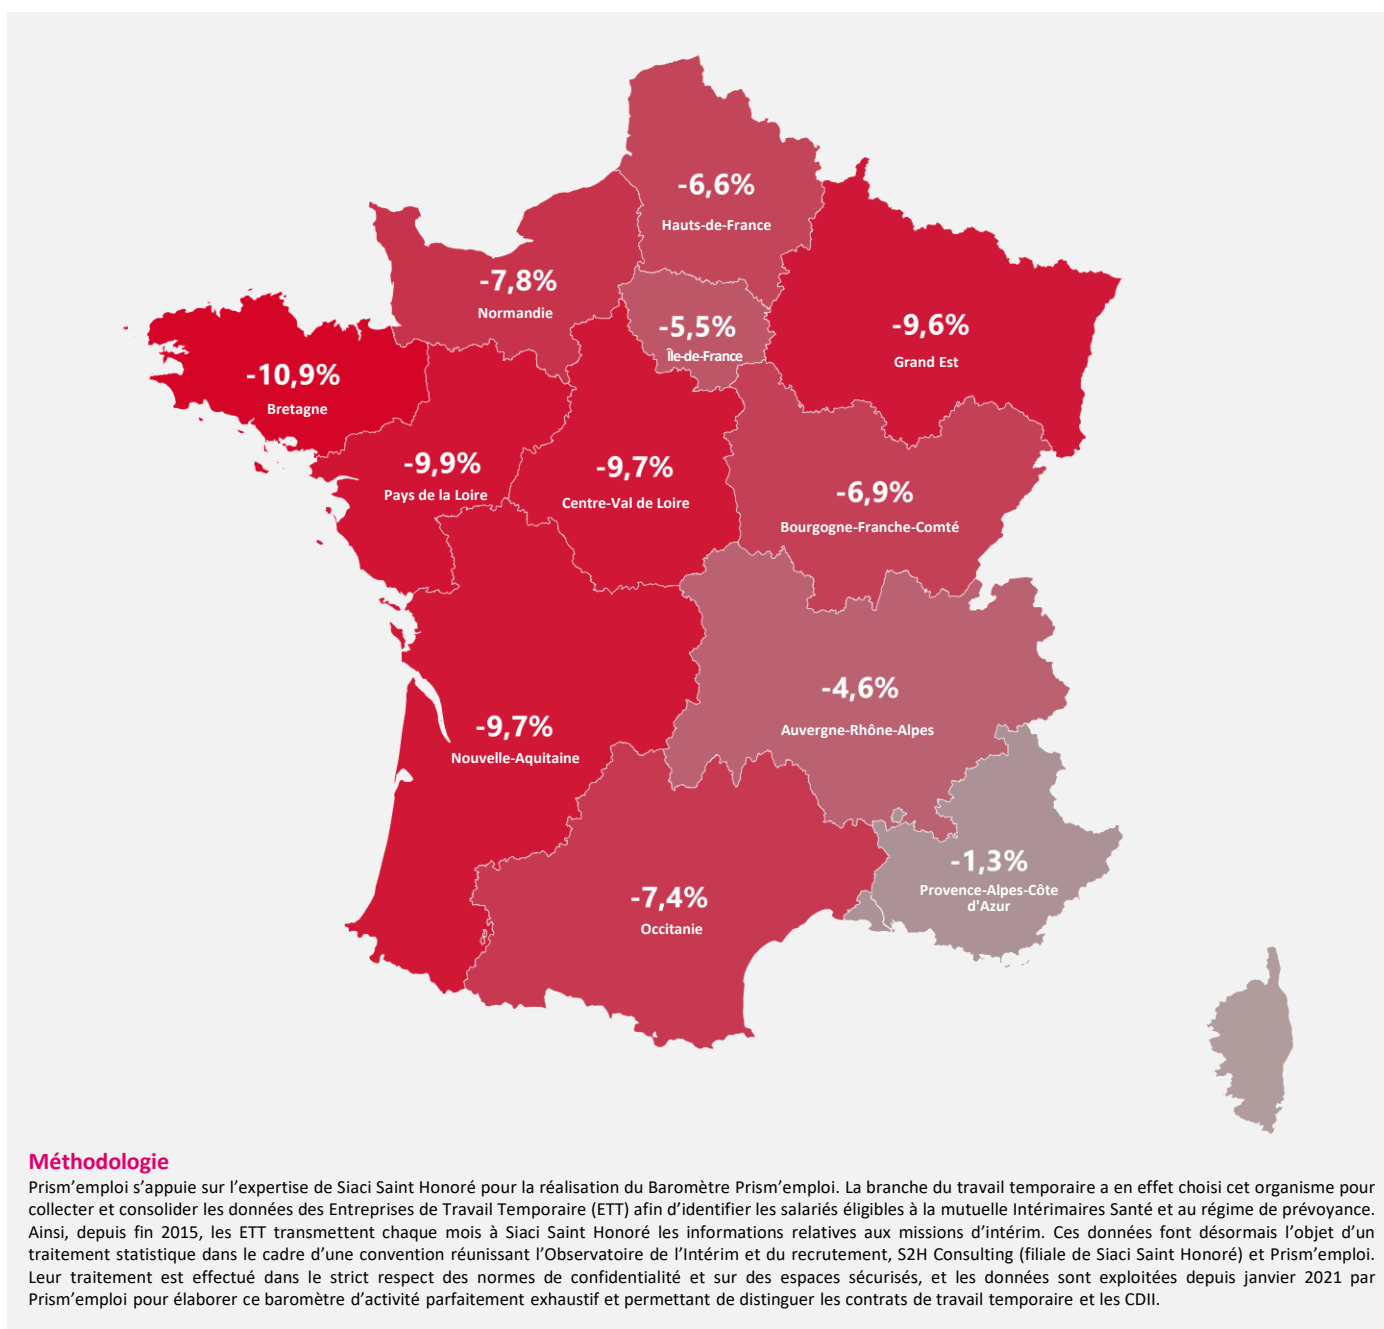 -6,6%
Hauts-de-France
-7,8%
Normandie
-5,5%
Île-de-France
-9,6%
Grand Est
-10,9%
Bretagne
-9,9%
Pays de la Loire
-9,7%
Centre-Val de Loire
-6,9%
Bourgogne-Franche-Comté
-4,6%
Auvergne-Rhône-Alpes
-9,7%
Nouvelle-Aquitaine
-1,3%
Provence-Alpes-Côte
d'Azur
-7,4%
Occitanie
Méthodologie
Prism’emploi s’appuie sur l’expertise de Siaci Saint Honoré pour la réalisation du Baromètre Prism’emploi. La branche du travail temporaire a en effet choisi cet organisme pour
collecter et consolider les données des Entreprises de Travail Temporaire (ETT) afin d’identifier les salariés éligibles à la mutuelle Intérimaires Santé et au régime de prévoyance.
Ainsi, depuis fin 2015, les ETT transmettent chaque mois à Siaci Saint Honoré les informations relatives aux missions d’intérim. Ces données font désormais l’objet d’un
traitement statistique dans le cadre d’une convention réunissant l’Observatoire de l’Intérim et du recrutement, S2H Consulting (filiale de Siaci Saint Honoré) et Prism’emploi.
Leur traitement est effectué dans le strict respect des normes de confidentialité et sur des espaces sécurisés, et les données sont exploitées depuis janvier 2021 par
Prism’emploi pour élaborer ce baromètre d’activité parfaitement exhaustif et permettant de distinguer les contrats de travail temporaire et les CDII.